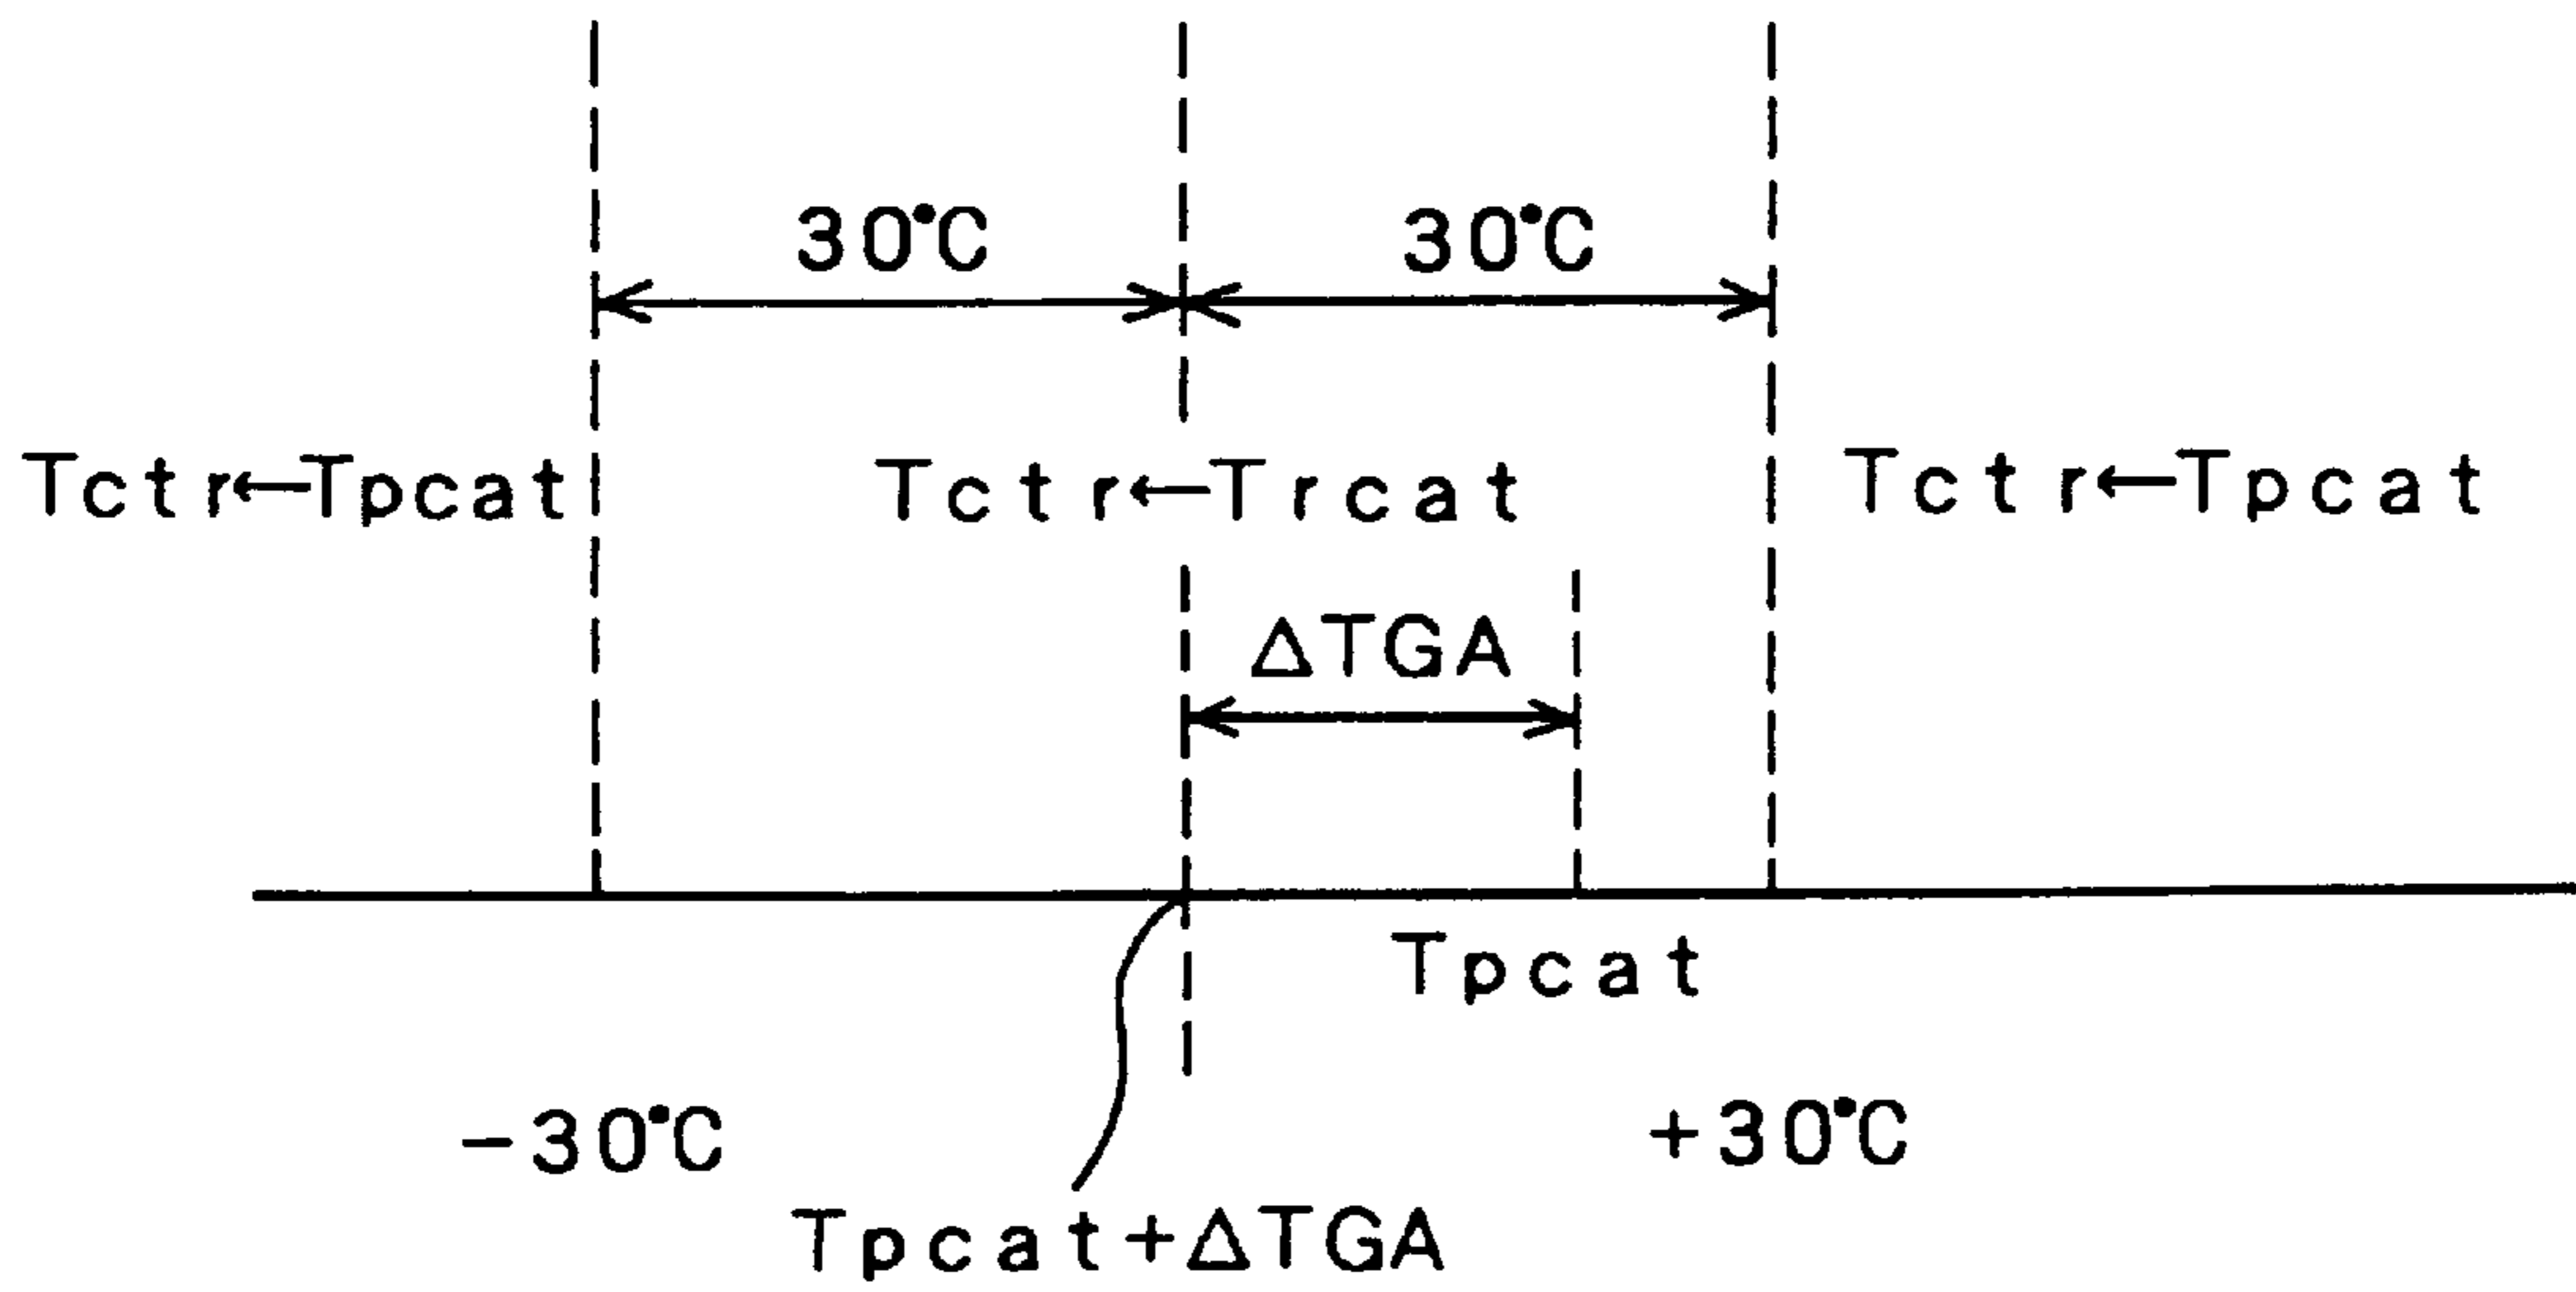 30°C 30°C
Tctr←Tpcat Tctr←Trcat Tctr←Tpcat
ΔTGA
Tpcat
-30°C +30°C
Tpcat+ΔTGA